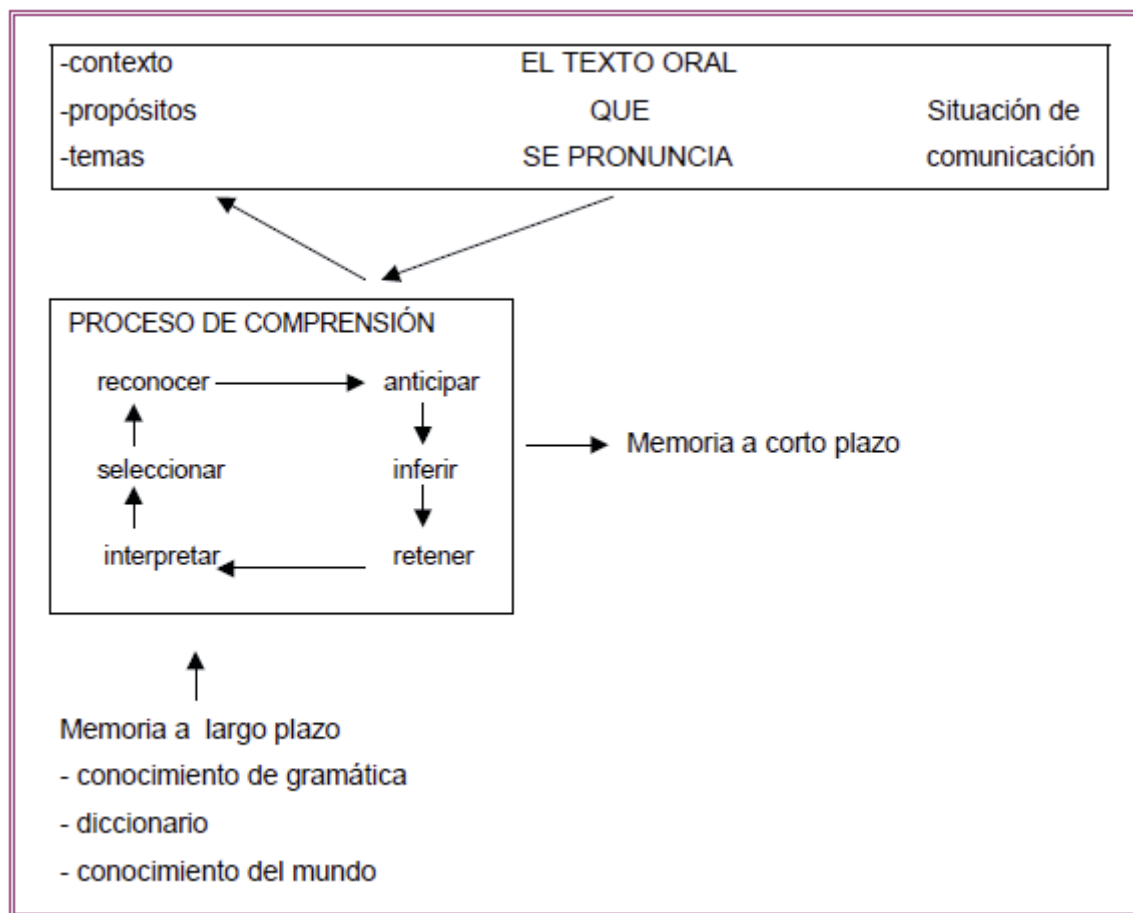 -contexto EL TEXTO ORAL
-propósitos QUE Situación de
-temas SE PRONUNCIA comunicación
PROCESO DE COMPRENSIÓN
reconocer anticipar
Memoria a corto plazo
seleccionar inferir
interpretar retener
Memoria a largo plazo
- conocimiento de gramática
- diccionario
- conocimiento del mundo